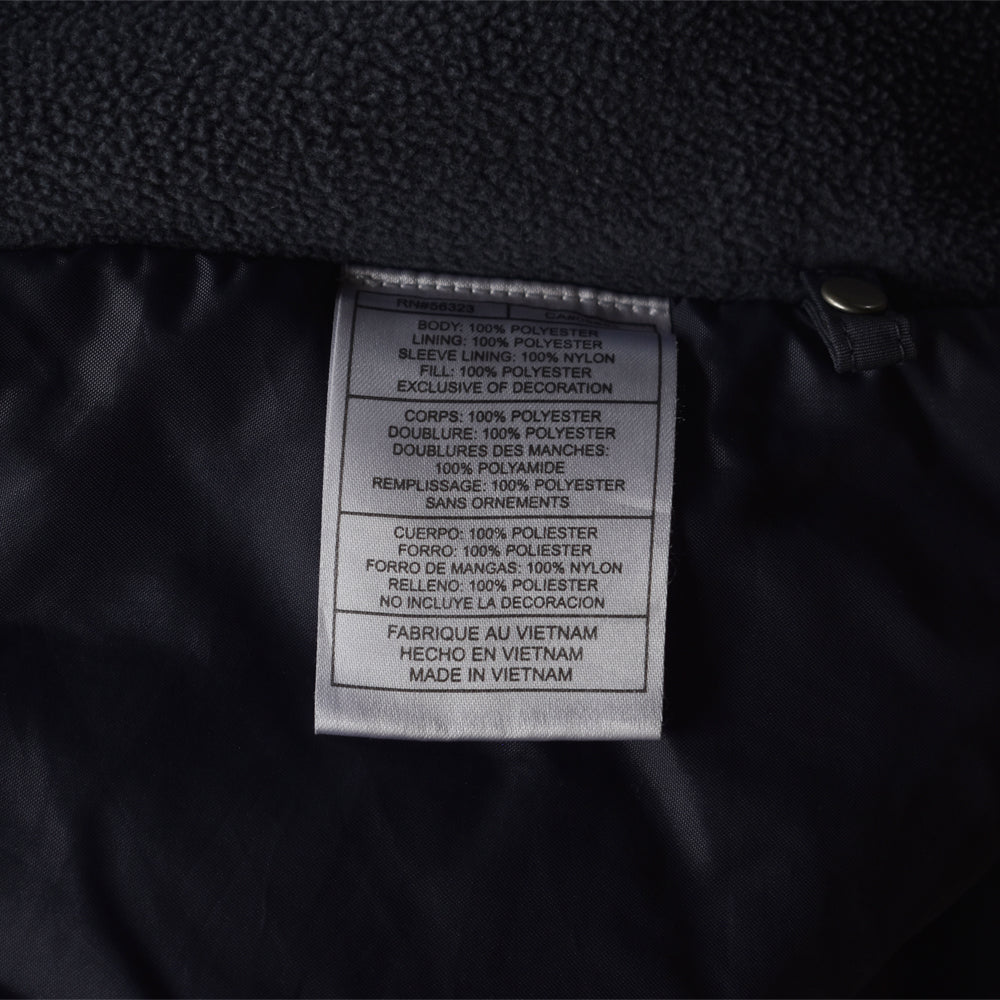 RN#56323
BODY: 100% POLYESTER
LINING: 100% POLYESTER
SLEEVE LINING: 100% NYLON
FILL: 100% POLYESTER
EXCLUSIVE OF DECORATION
CORPS: 100% POLYESTER
DOUBLURE: 100% POLYESTER
DOUBLURES DES MANCHES:
100% POLYAMIDE
REMPLISSAGE: 100% POLYESTER
SANS ORNEMENTS
CUERPO: 100% POLIESTER
FORRO: 100% POLIESTER
FORRO DE MANGAS: 100% NYLON
RELLENO: 100% POLIESTER
NO INCLUYE LA DECORACION
FABRIQUE AU VIETNAM
HECHO EN VIETNAM
MADE IN VIETNAM